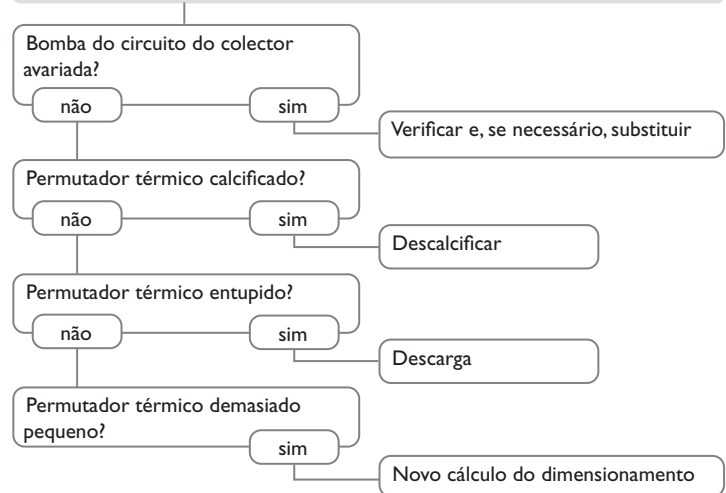 Bomba do circuito do colector
avariada?
não
sim
Verificar e, se necessário, substituir
Permutador térmico calcificado?
não
sim
Descalcificar
Permutador térmico entupido?
não
sim
Descarga
Permutador térmico demasiado
pequeno?
sim
Novo cálculo do dimensionamento